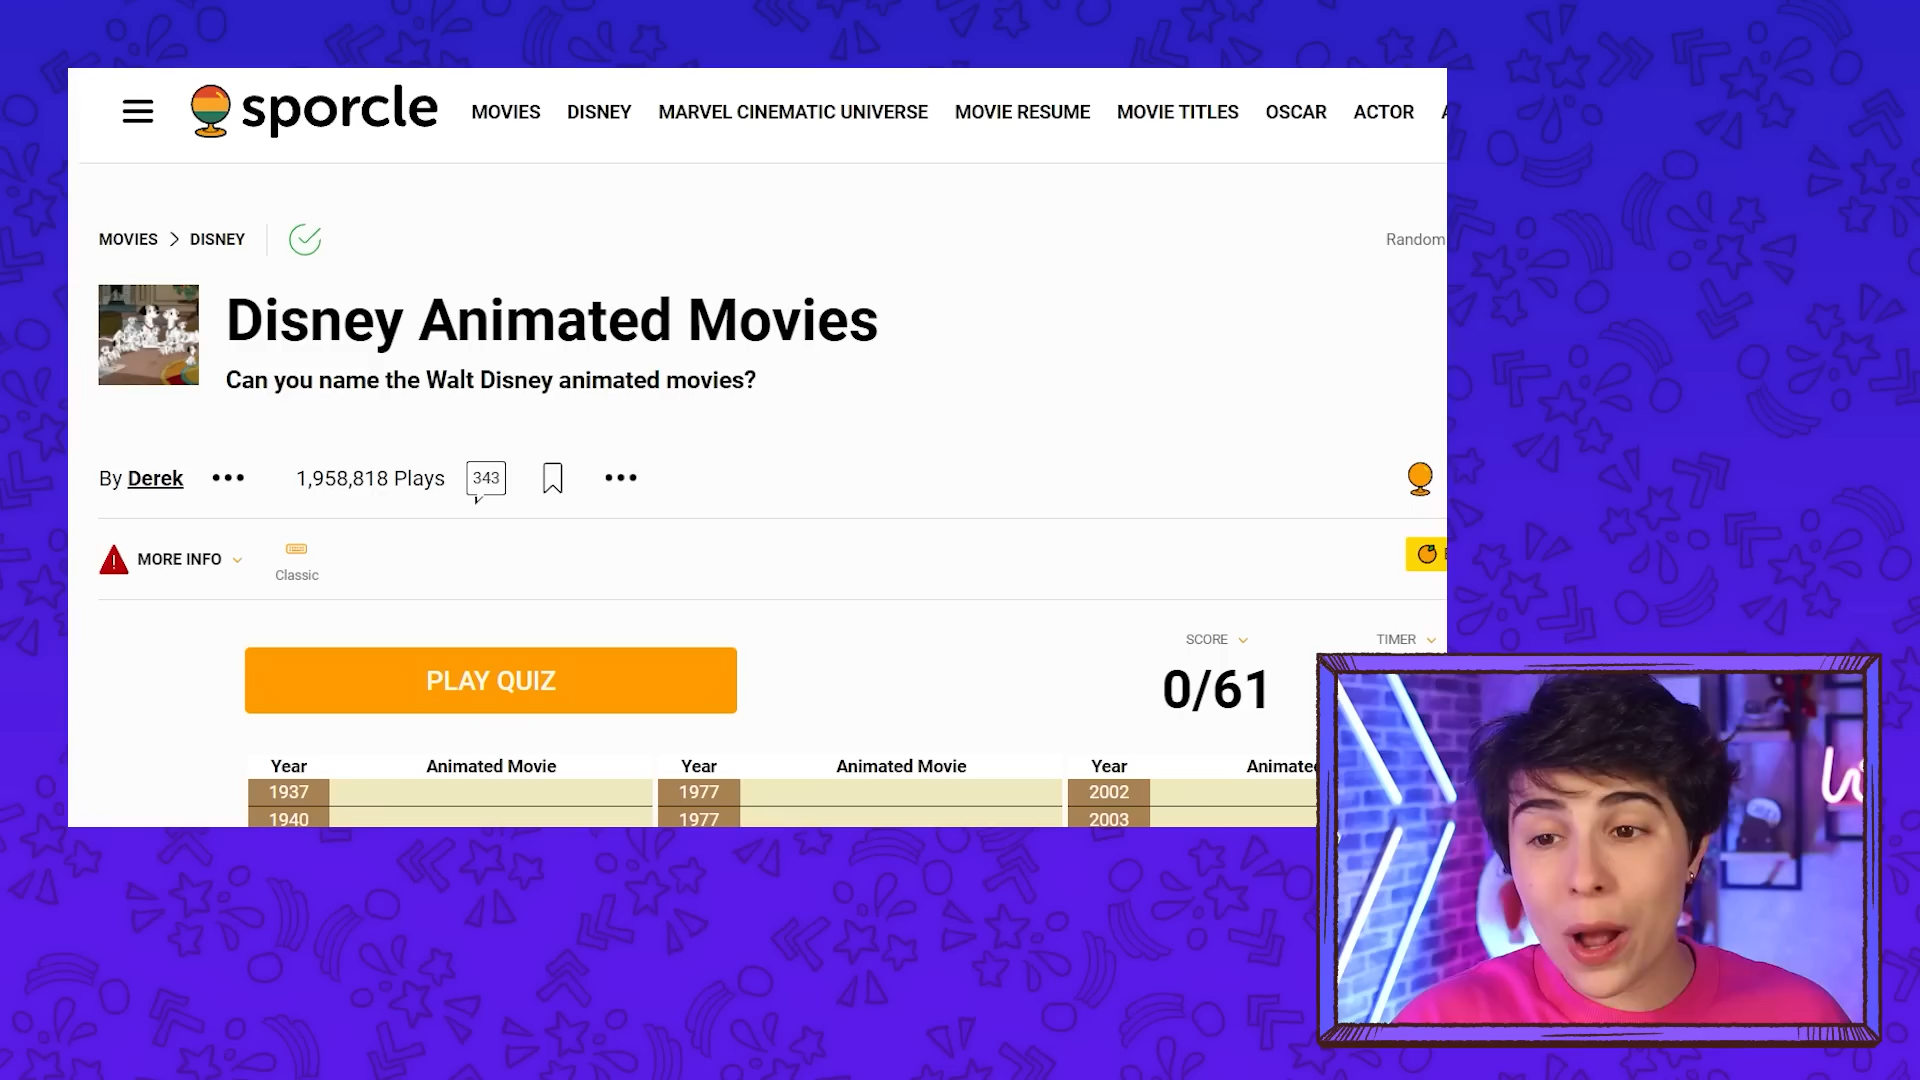 sporcle MOVIES DISNEY MARVEL CINEMATIC UNIVERSE MOVIE RESUME MOVIE TITLES OSCAR ACTOR
MOVIES > DISNEY
Random
Disney Animated Movies
Can you name the Walt Disney animated movies?
By Derek ••• 1,958,818 Plays 343 •••
MORE INFO
Classic
SCORE TIMER
PLAY QUIZ
0/61
Year Animated Movie Year Animated Movie Year Animated
1937 1977 2002
1940 1977 2003